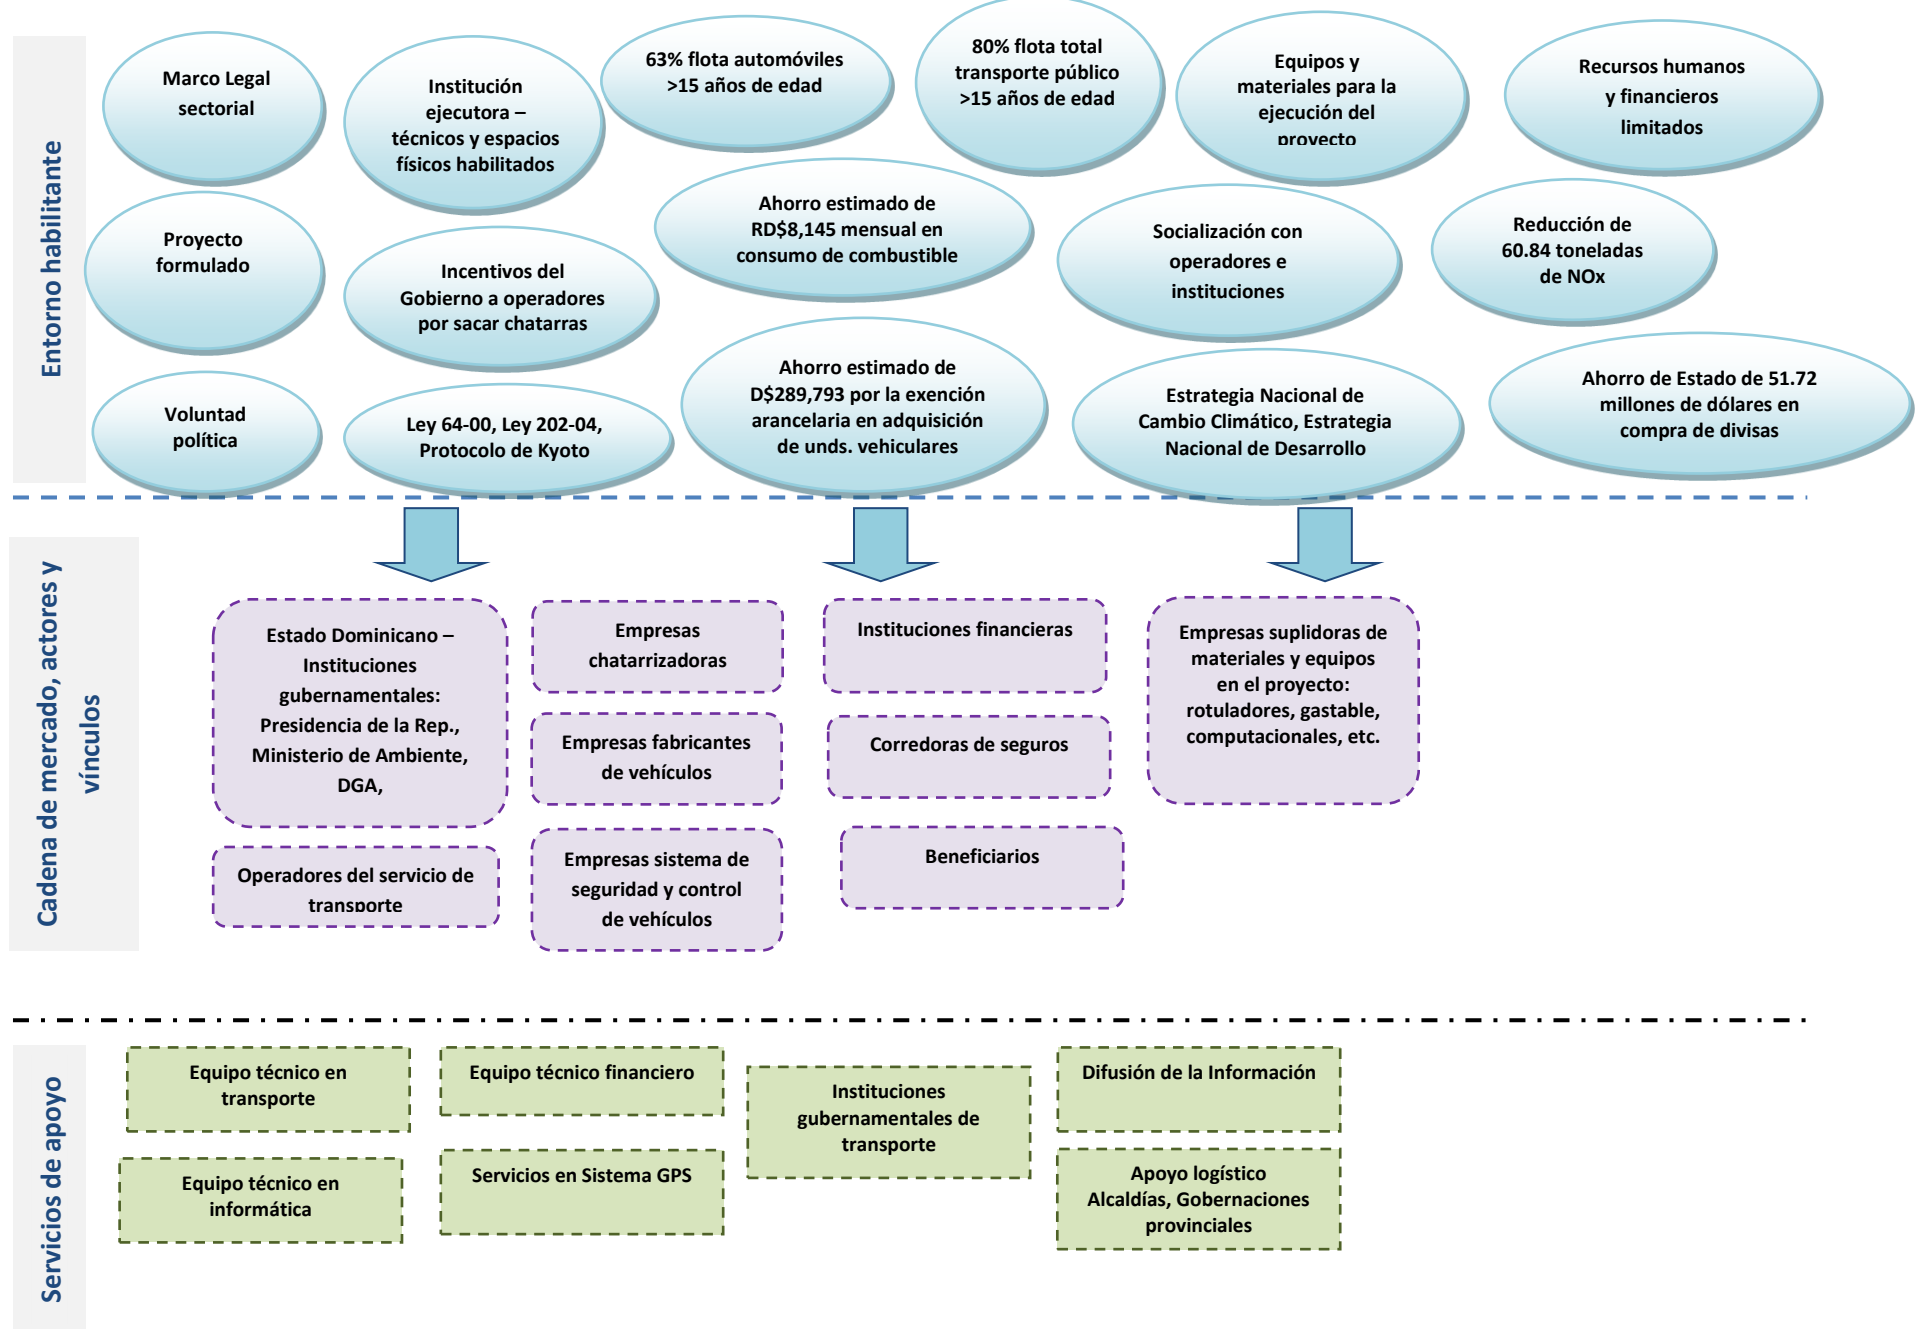 Entorno habitante
Marco Legal
sectorial
Institución
ejecutora –
técnicos y espacios
físicos habilitados
63% flota automóviles
>15 años de edad
80% flota total
transporte público
>15 años de edad
Equipos y
materiales para la
ejecución del
proyecto
Recursos humanos
y financieros
limitados
Proyecto
formulado
Incentivos del
Gobierno a operadores
por sacar chatarras
Ahorro estimado de
RD$8,145 mensual en
consumo de combustible
Socialización con
operadores e
instituciones
Reducción de
60.84 toneladas
de NOx
Voluntad
política
Ley 64-00, Ley 202-04,
Protocolo de Kyoto
Ahorro estimado de
D$289,793 por la exención
arancelaria en adquisición
de unds. vehiculares
Estrategia Nacional de
Cambio Climático, Estrategia
Nacional de Desarrollo
Ahorro de Estado de 51.72
millones de dólares en
compra de divisas
Cadena de mercado, actores y
vínculos
Estado Dominicano –
Instituciones
gubernamentales:
Presidencia de la Rep.,
Ministerio de Ambiente,
DGA,
Operadores del servicio de
transporte
Empresas
chatarrizadoras
Empresas fabricantes
de vehículos
Empresas sistema de
seguridad y control
de vehículos
Instituciones financieras
Corredoras de seguros
Beneficiarios
Empresas suplidoras de
materiales y equipos
en el proyecto:
rotuladores, gastable,
computacionales, etc.
Servicios de apoyo
Equipo técnico en
transporte
Equipo técnico en
informática
Equipo técnico financiero
Servicios en Sistema GPS
Instituciones
gubernamentales de
transporte
Difusión de la Información
Apoyo logístico
Alcaldías, Gobernaciones
provinciales